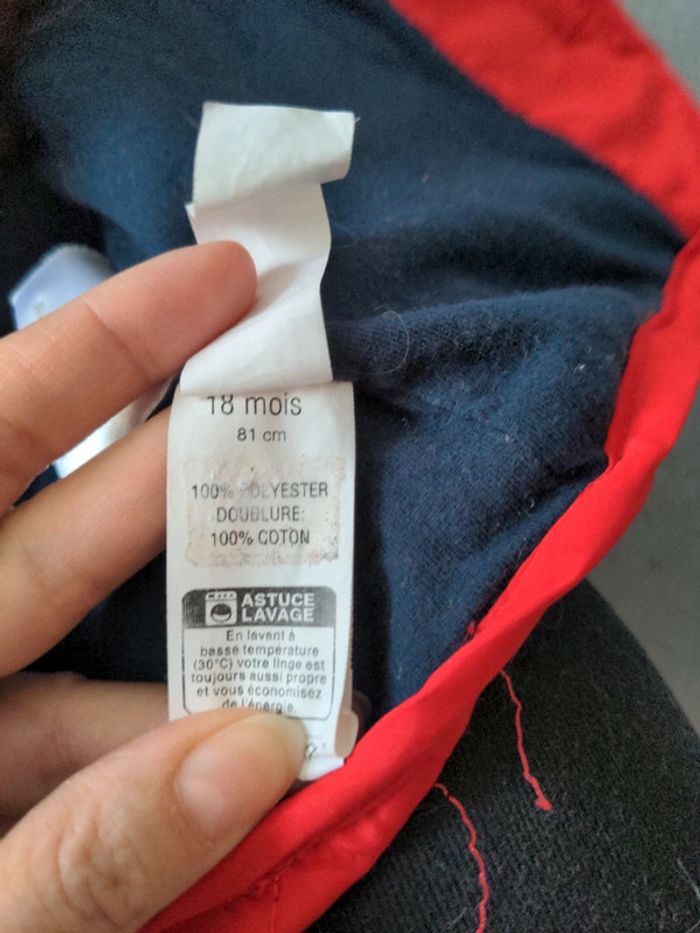 18 mois
81 cm
100% POLYESTER
DOUBLURE:
100% COTON
ASTUCE
LAVAGE
En lavant à
basse température
(30°C) votre linge est
toujours aussi propre
et vous économisez
de l'énergie.